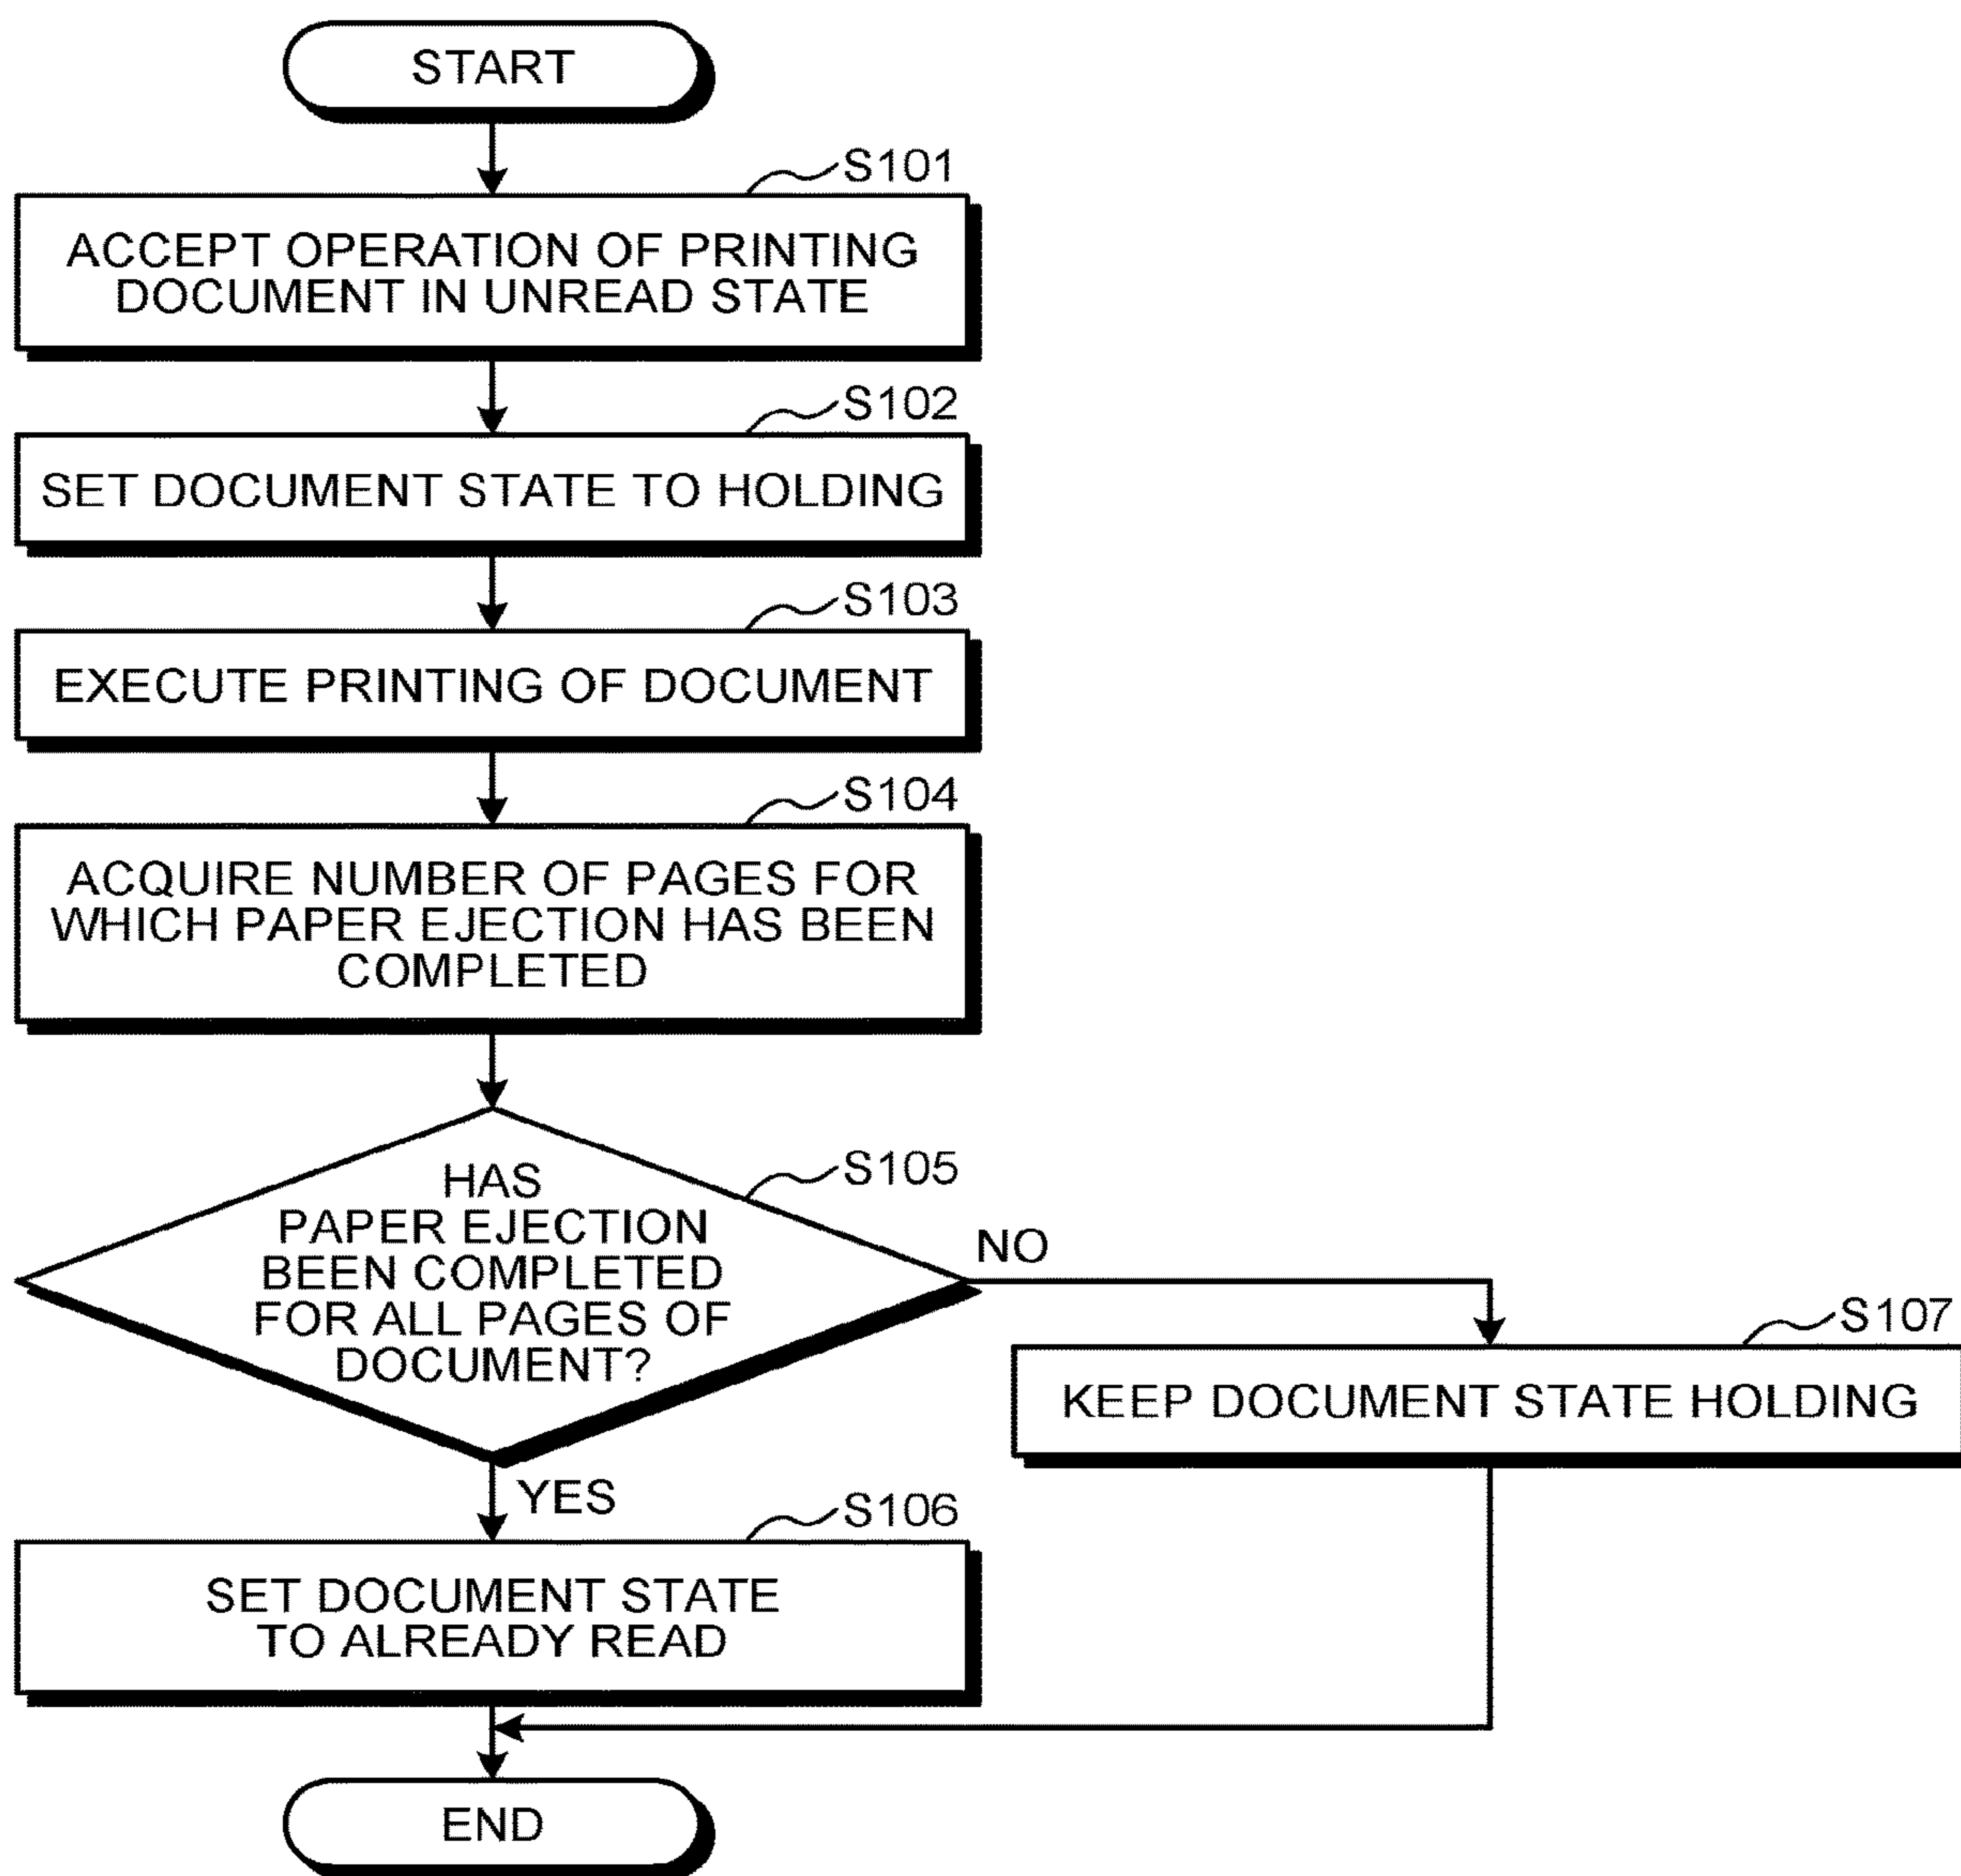 START
S101
ACCEPT OPERATION OF PRINTING
DOCUMENT IN UNREAD STATE
S102
SET DOCUMENT STATE TO HOLDING
S103
EXECUTE PRINTING OF DOCUMENT
S104
ACQUIRE NUMBER OF PAGES FOR
WHICH PAPER EJECTION HAS BEEN
COMPLETED
S105
HAS
PAPER EJECTION
BEEN COMPLETED
FOR ALL PAGES OF
DOCUMENT?
NO
S107
KEEP DOCUMENT STATE HOLDING
YES
S106
SET DOCUMENT STATE
TO ALREADY READ
END